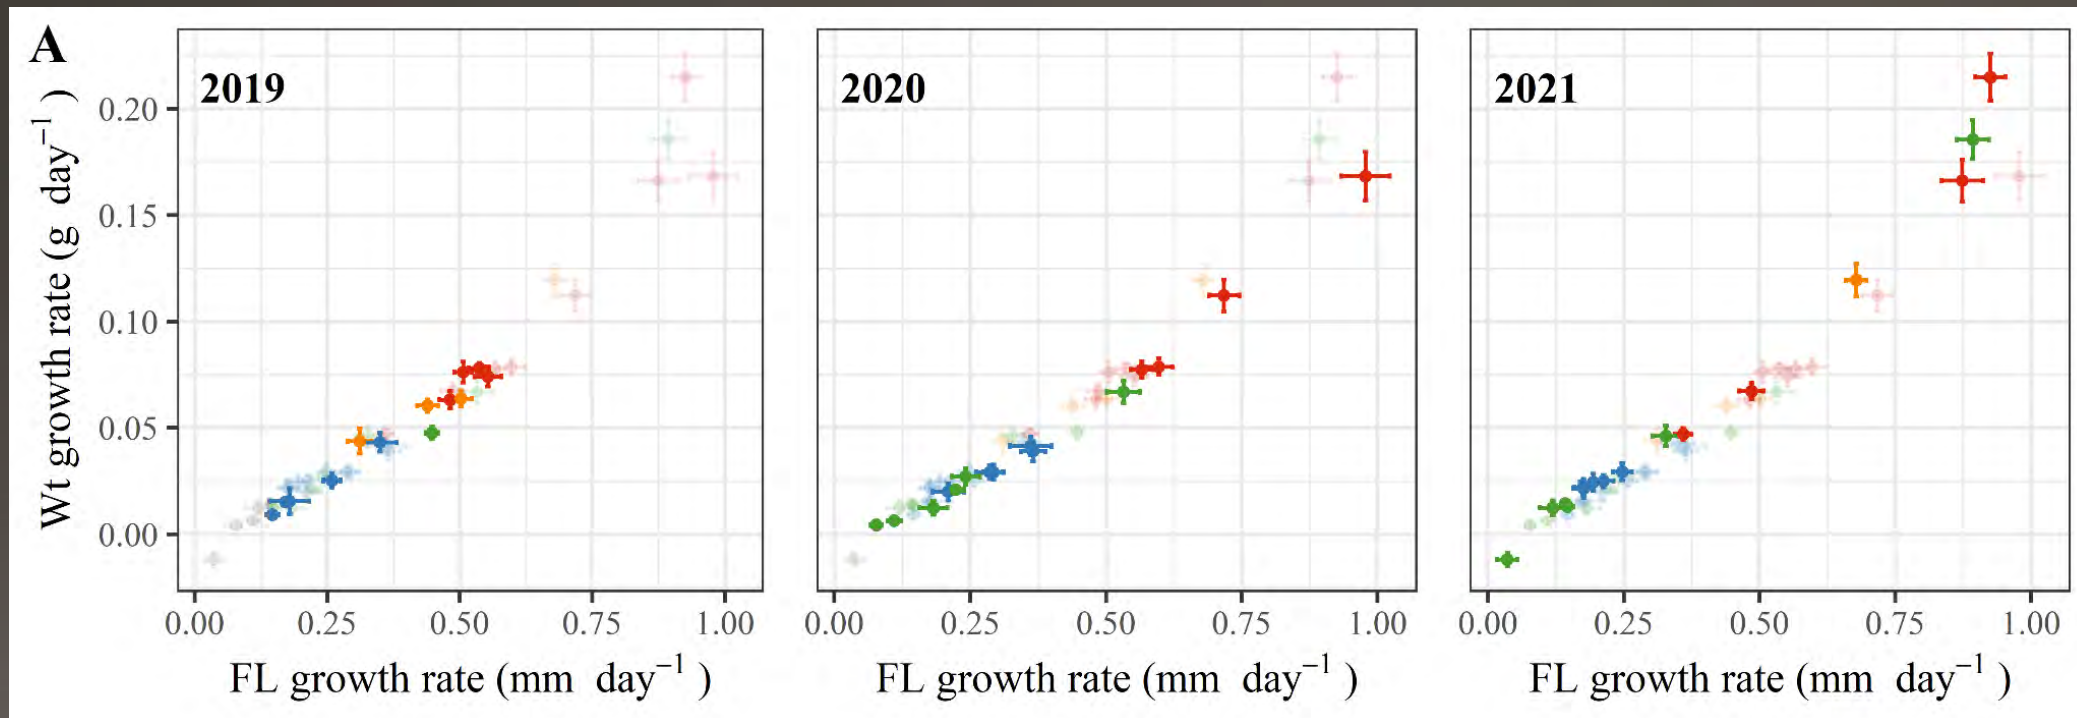 A
2019
2020
2021
Wt growth rate (g day⁻¹ )
0.20
0.15
0.10
0.05
0.00
0.00 0.25 0.50 0.75 1.00
0.00 0.25 0.50 0.75 1.00
0.00 0.25 0.50 0.75 1.00
FL growth rate (mm day⁻¹ )
FL growth rate (mm day⁻¹ )
FL growth rate (mm day⁻¹ )